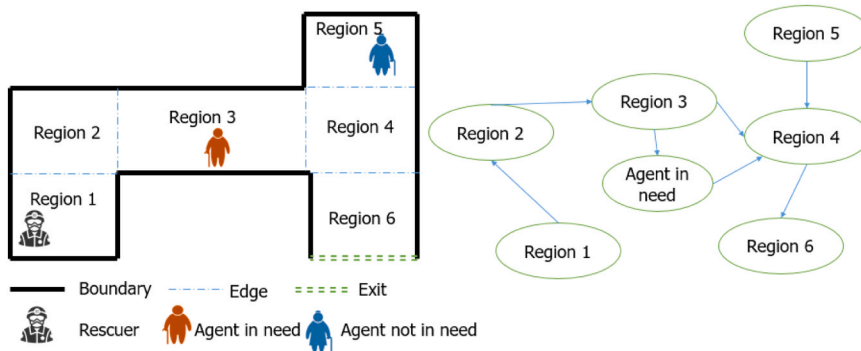 Region 5
Region 2
Region 3
Region 4
Region 1
Region 6
Boundary
Edge
Exit
Rescuer
Agent in need
Agent not in need
Region 5
Region 3
Region 2
Region 4
Agent in
need
Region 1
Region 6